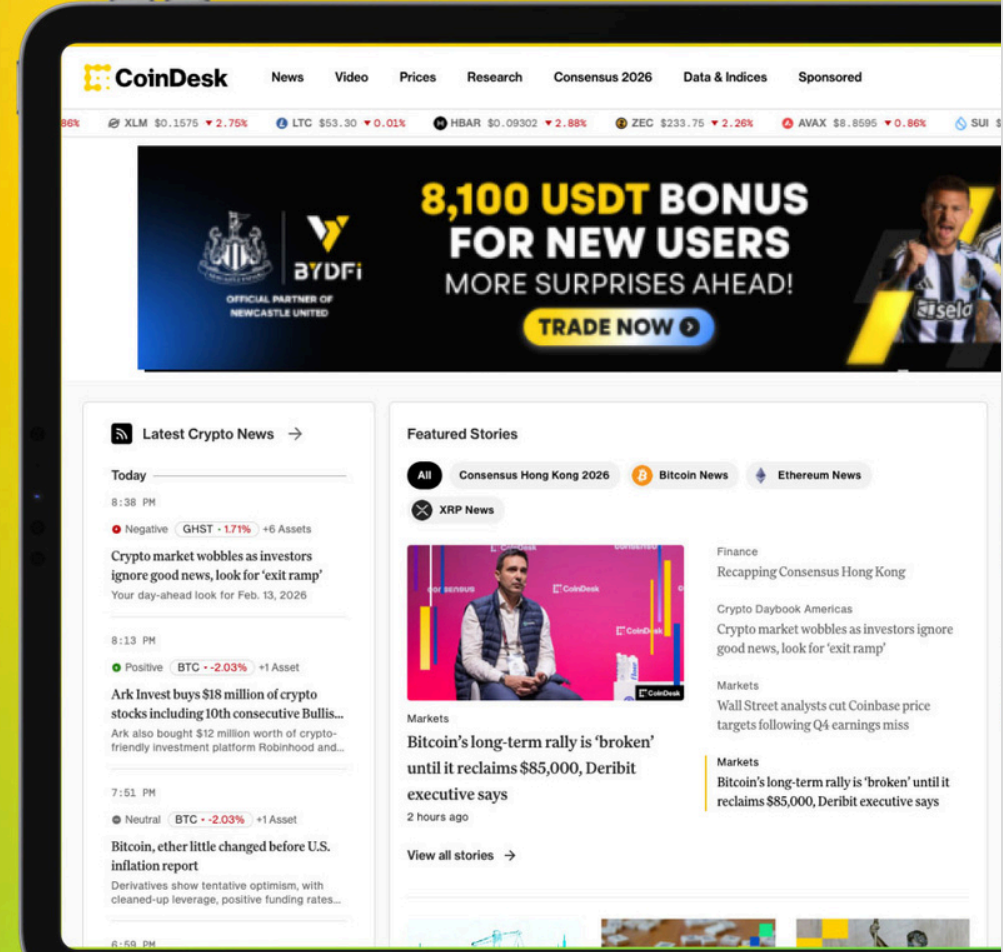 CoinDesk
News Video Prices Research Consensus 2026 Data & Indices Sponsored
86% XLM $0.1575 ▼ 2.75% LTC $53.30 ▼ 0.01% HBAR $0.09302 ▼ 2.88% ZEC $233.75 ▼ 2.26% AVAX $8.8595 ▼ 0.86% SUI $
8,100 USDT BONUS
FOR NEW USERS
MORE SURPRISES AHEAD!
TRADE NOW
BYDFi
OFFICIAL PARTNER OF
NEWCASTLE UNITED
sela
Latest Crypto News →
Today
8:38 PM
Negative GHST - 1.71% +6 Assets
Crypto market wobbles as investors
ignore good news, look for ‘exit ramp’
Your day-ahead look for Feb. 13, 2026
8:13 PM
Positive BTC - -2.03% +1 Asset
Ark Invest buys $18 million of crypto
stocks including 10th consecutive Bullis...
Ark also bought $12 million worth of crypto-
friendly investment platform Robinhood and...
7:51 PM
Neutral BTC - -2.03% +1 Asset
Bitcoin, ether little changed before U.S.
inflation report
Derivatives show tentative optimism, with
cleaned-up leverage, positive funding rates...
6:59 PM
Featured Stories
All Consensus Hong Kong 2026 Bitcoin News Ethereum News
XRP News
CoinDesk
consensus
CoinDesk
CoinDesk
Markets
Bitcoin’s long-term rally is ‘broken’
until it reclaims $85,000, Deribit
executive says
2 hours ago
View all stories →
Finance
Recapping Consensus Hong Kong
Crypto Daybook Americas
Crypto market wobbles as investors ignore
good news, look for ‘exit ramp’
Markets
Wall Street analysts cut Coinbase price
targets following Q4 earnings miss
Markets
Bitcoin’s long-term rally is ‘broken’ until it
reclaims $85,000, Deribit executive says